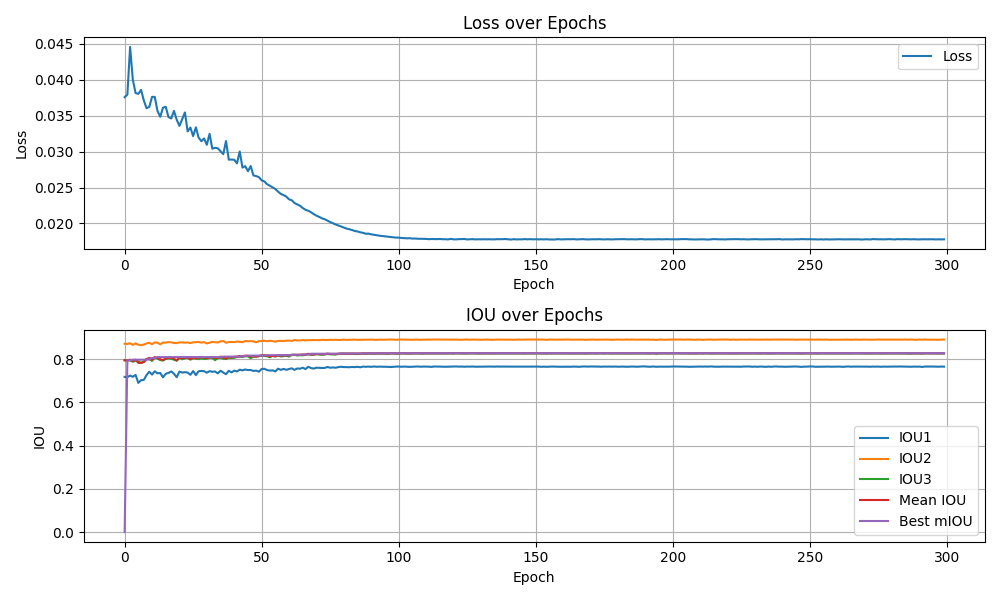 Loss over Epochs
0.045
0.040
0.035
0.030
0.025
0.020
Loss
Loss
0 50 100 150 200 250 300
Epoch
IOU over Epochs
0.8
0.6
0.4
0.2
0.0
IOU
IOU1
IOU2
IOU3
Mean IOU
Best mIOU
0 50 100 150 200 250 300
Epoch